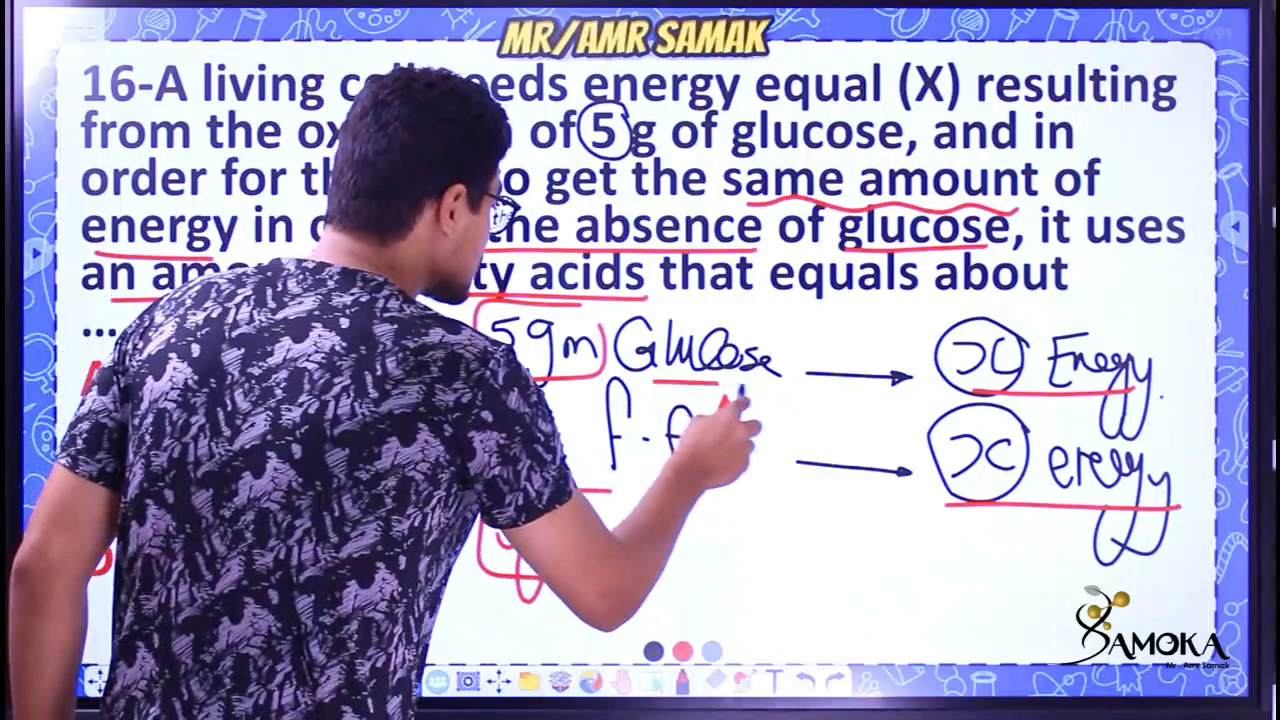 MR/AMR SAMAK
16-A living c eeds energy equal (X) resulting
from the ox of 5 g of glucose, and in
order for th o get the same amount of
energy in the absence of glucose, it uses
an am ty acids that equals about
...
5gm Glucose → x Energy.
f. → x energy
SAMOKA
Mr. Amr Samak